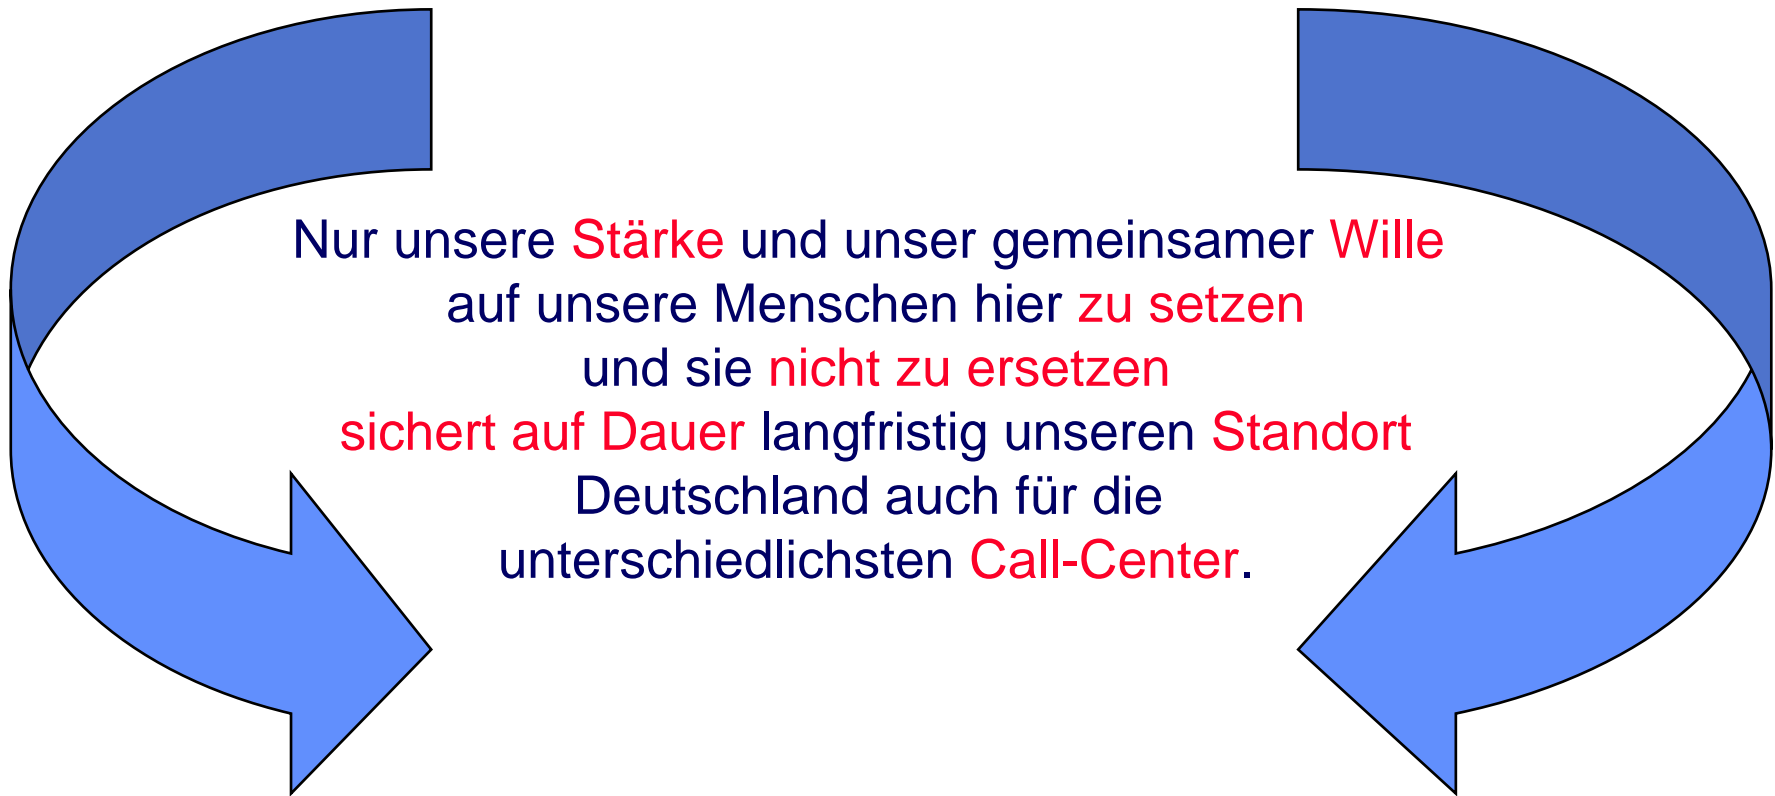 Nur unsere Stärke und unser gemeinsamer Wille
auf unsere Menschen hier zu setzen
und sie nicht zu ersetzen
sichert auf Dauer langfristig unseren Standort
Deutschland auch für die
unterschiedlichsten Call-Center.